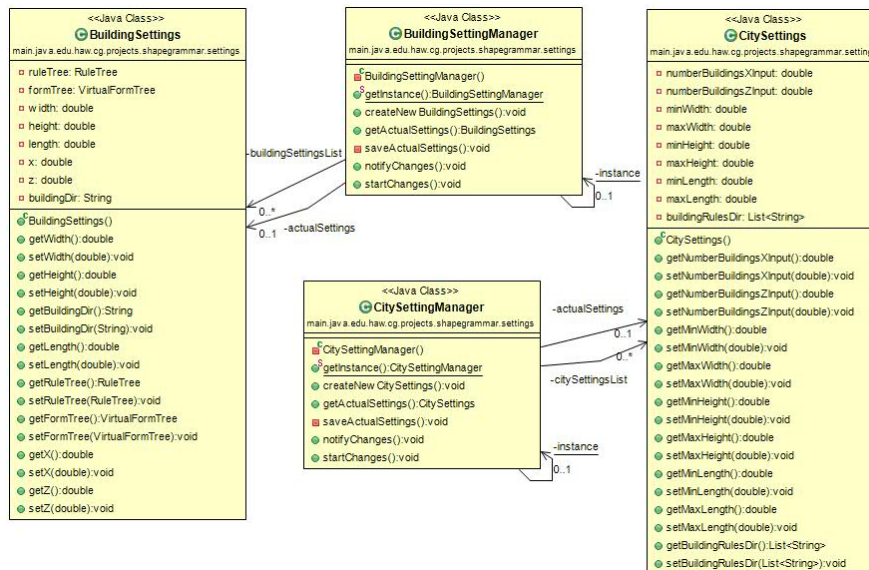 <<Java Class>>
BuildingSettings
main.java.edu.haw.cg.projects.shapegrammar.settings
ruleTree: RuleTree
formTree: VirtualFormTree
width: double
height: double
length: double
x: double
z: double
buildingDir: String
BuildingSettings()
getWidth():double
setWidth(double):void
getHeight():double
setHeight(double):void
getBuildingDir():String
setBuildingDir(String):void
getLength():double
setLength(double):void
getRuleTree():RuleTree
setRuleTree(RuleTree):void
getFormTree():VirtualFormTree
setFormTree(VirtualFormTree):void
getX():double
setX(double):void
getZ():double
setZ(double):void
<<Java Class>>
BuildingSettingManager
main.java.edu.haw.cg.projects.shapegrammar.settings
BuildingSettingManager()
getInstance():BuildingSettingManager
createNewBuildingSettings():void
getActualSettings():BuildingSettings
saveActualSettings():void
notifyChanges():void
startChanges():void
-buildingSettingsList
0..*
0..1
-actualSettings
-instance
0..1
<<Java Class>>
CitySettingManager
main.java.edu.haw.cg.projects.shapegrammar.settings
CitySettingManager()
getInstance():CitySettingManager
createNewCitySettings():void
getActualSettings():CitySettings
saveActualSettings():void
notifyChanges():void
startChanges():void
-actualSettings
0..1
0..*
-citySettingsList
-instance
0..1
<<Java Class>>
CitySettings
main.java.edu.haw.cg.projects.shapegrammar.setting
numberBuildingsXInput: double
numberBuildingsZInput: double
minWidth: double
maxWidth: double
minHeight: double
maxHeight: double
minLength: double
maxLength: double
buildingRulesDir: List<String>
CitySettings()
getNumberBuildingsXInput():double
setNumberBuildingsXInput(double):void
getNumberBuildingsZInput():double
setNumberBuildingsZInput(double):void
getMinWidth():double
setMinWidth(double):void
getMaxWidth():double
setMaxWidth(double):void
getMinHeight():double
setMinHeight(double):void
getMaxHeight():double
setMaxHeight(double):void
getMinLength():double
setMinLength(double):void
getMaxLength():double
setMaxLength(double):void
getBuildingRulesDir():List<String>
setBuildingRulesDir(List<String>):void